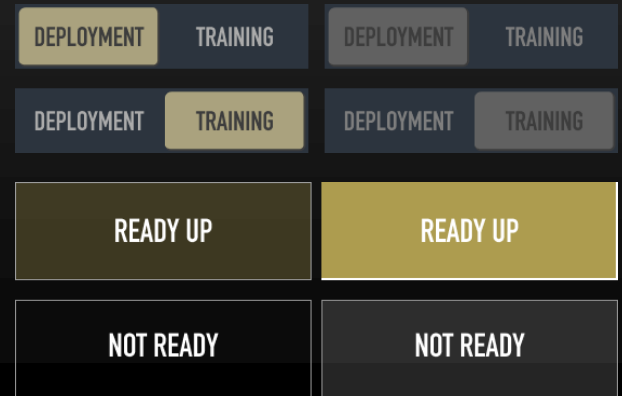 DEPLOYMENT TRAINING DEPLOYMENT TRAINING
DEPLOYMENT TRAINING DEPLOYMENT TRAINING
READY UP READY UP
NOT READY NOT READY